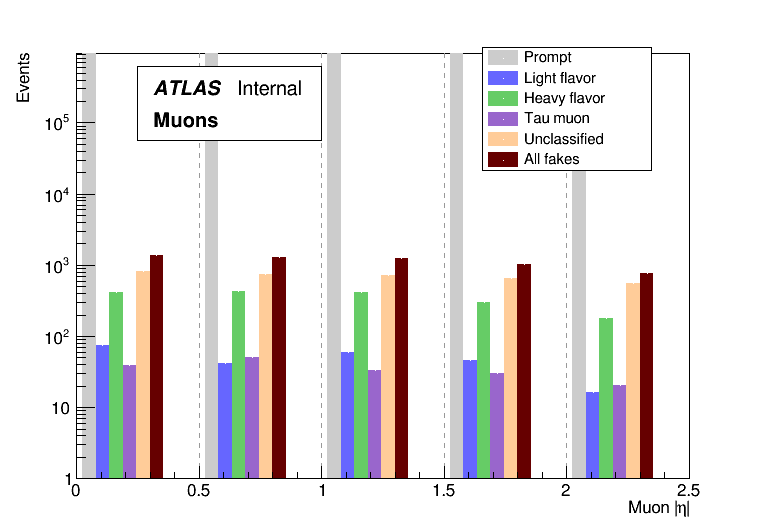 Events
ATLAS Internal
Muons
Prompt
Light flavor
Heavy flavor
Tau muon
Unclassified
All fakes
10^5
10^4
10^3
10^2
10
1
0 0.5 1 1.5 2 2.5
Muon |η|